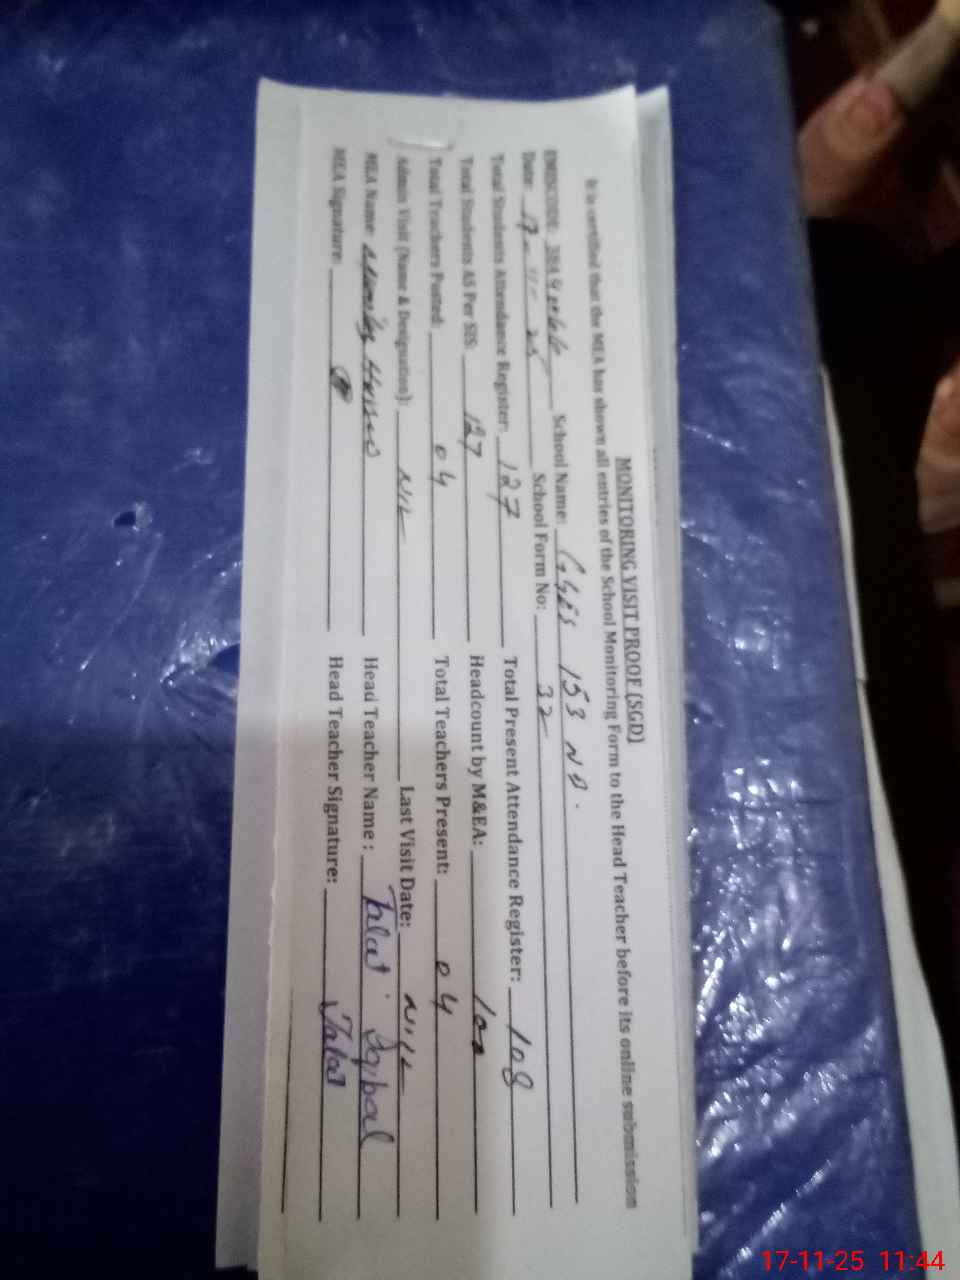 MONITORING VISIT PROOF (SGD)
It is certified that the MEA has shown all entries of the School Monitoring Form to the Head Teacher before its online submission
EMISCODE: School Name: 153 NB.
Date: 17-11-25 School Form No: 32
Total Students Attendance Register: 127 Total Present Attendance Register: 108
Total Students AS Per SIS: 127 Headcount by M&EA:
Total Teachers Posted: 04 Total Teachers Present: 04
Admin Visit (Name & Designation): NIL Last Visit Date: NIL
MEA Name Head Teacher Name: Talat Iqbal
MEA Signature: Head Teacher Signature: Talat
17-11-25 11:44